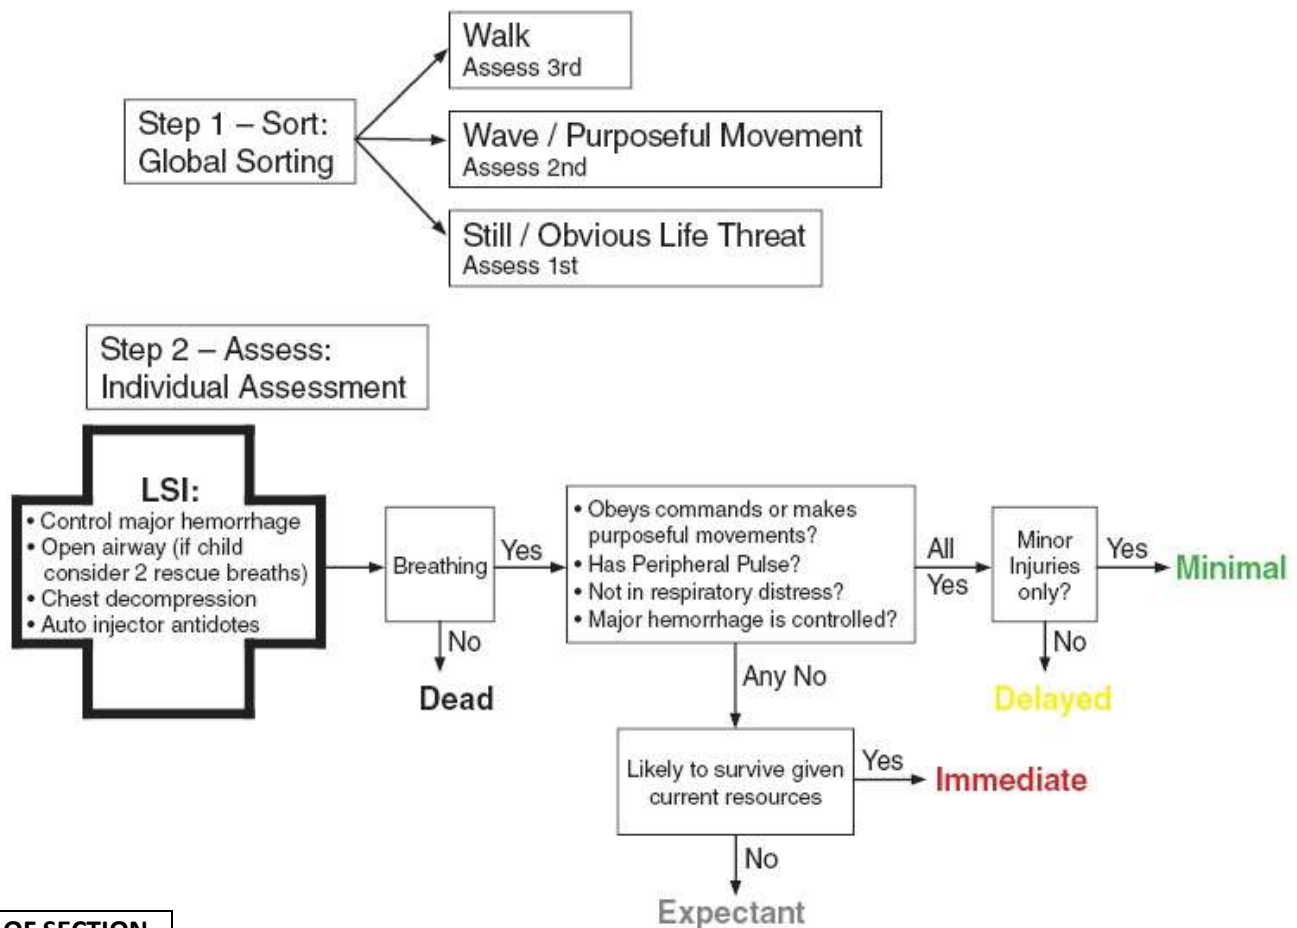 Walk
Assess 3rd
Step 1 – Sort:
Global Sorting
Wave / Purposeful Movement
Assess 2nd
Still / Obvious Life Threat
Assess 1st
Step 2 – Assess:
Individual Assessment
LSI:
• Control major hemorrhage
• Open airway (if child
consider 2 rescue breaths)
• Chest decompression
• Auto injector antidotes
Breathing
Yes
No
Dead
• Obeys commands or makes
purposeful movements?
• Has Peripheral Pulse?
• Not in respiratory distress?
• Major hemorrhage is controlled?
All
Yes
Minor
Injuries
only?
Yes
Minimal
No
Delayed
Any No
Likely to survive given
current resources
Yes
Immediate
No
Expectant
OF SECTION